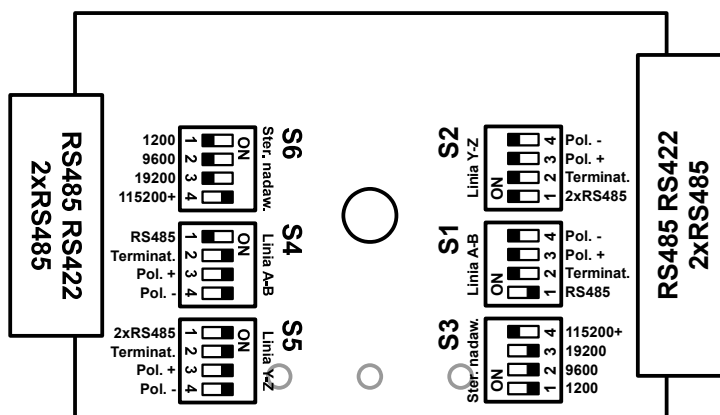 RS485 RS422
2xRS485
1200
9600
19200
115200+
1
2
3
4
ON
Ster. nadaw.
S6
RS485
Terminat.
Pol. +
Pol. -
1
2
3
4
ON
Linia A-B
S4
2xRS485
Terminat.
Pol. +
Pol. -
1
2
3
4
ON
Linia Y-Z
S5
S2
Linia Y-Z
ON
4
3
2
1
Pol. -
Pol. +
Terminat.
2xRS485
S1
Linia A-B
ON
4
3
2
1
Pol. -
Pol. +
Terminat.
RS485
S3
Ster. nadaw.
ON
4
3
2
1
115200+
19200
9600
1200
RS485 RS422
2xRS485